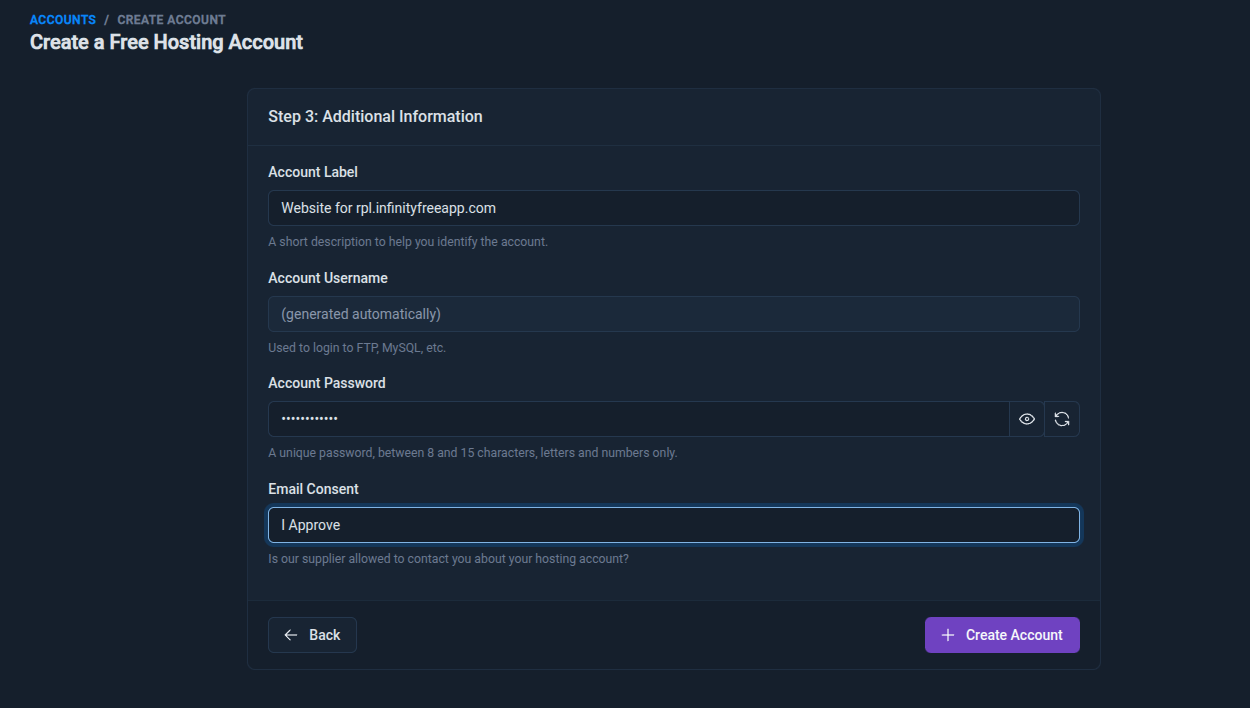 ACCOUNTS / CREATE ACCOUNT
Create a Free Hosting Account
Step 3: Additional Information
Account Label
Website for rpl.infinityfreeapp.com
A short description to help you identify the account.
Account Username
(generated automatically)
Used to login to FTP, MySQL, etc.
Account Password
••••••••••••
A unique password, between 8 and 15 characters, letters and numbers only.
Email Consent
I Approve
Is our supplier allowed to contact you about your hosting account?
Back
Create Account